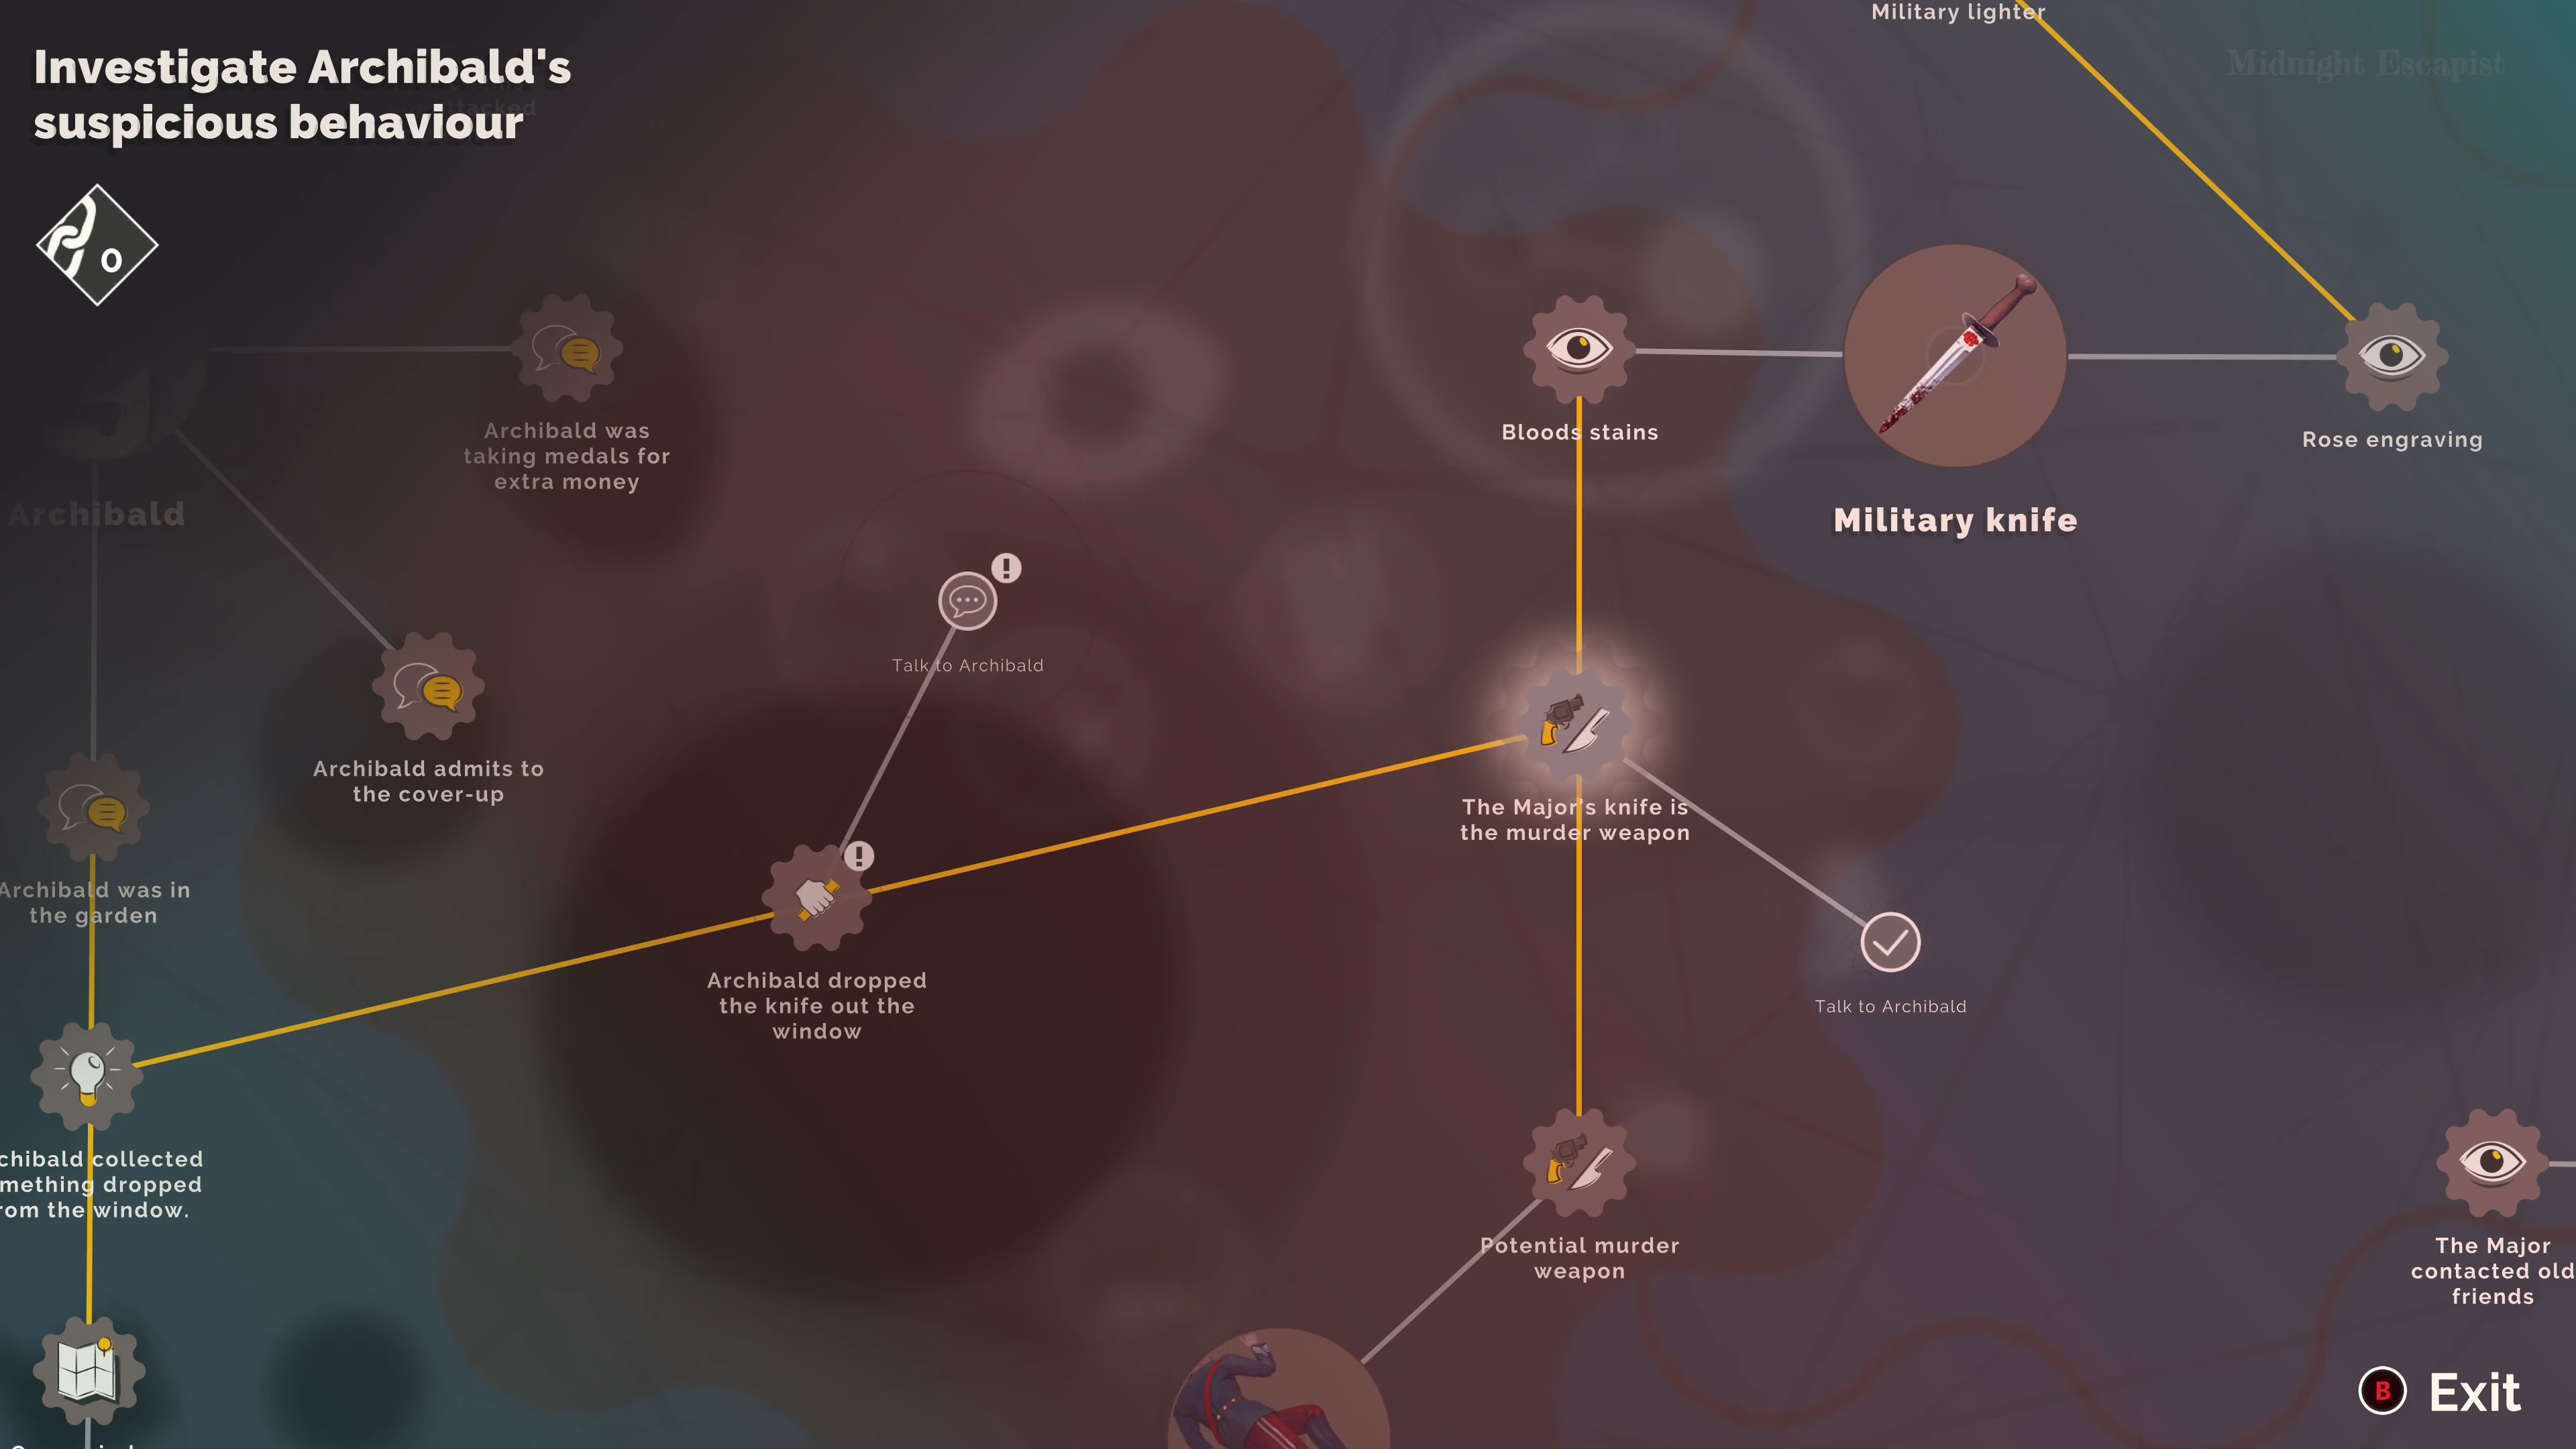 Military lighter
Investigate Archibald's
suspicious behaviour
Midnight Escapist
0
Archibald was
taking medals for
extra money
Bloods stains
Rose engraving
Archibald
Military knife
Talk to Archibald
Archibald admits to
the cover-up
The Major's knife is
the murder weapon
Archibald was in
the garden
Archibald dropped
the knife out the
window
Talk to Archibald
chibald collected
mething dropped
rom the window.
Potential murder
weapon
The Major
contacted old
friends
B Exit